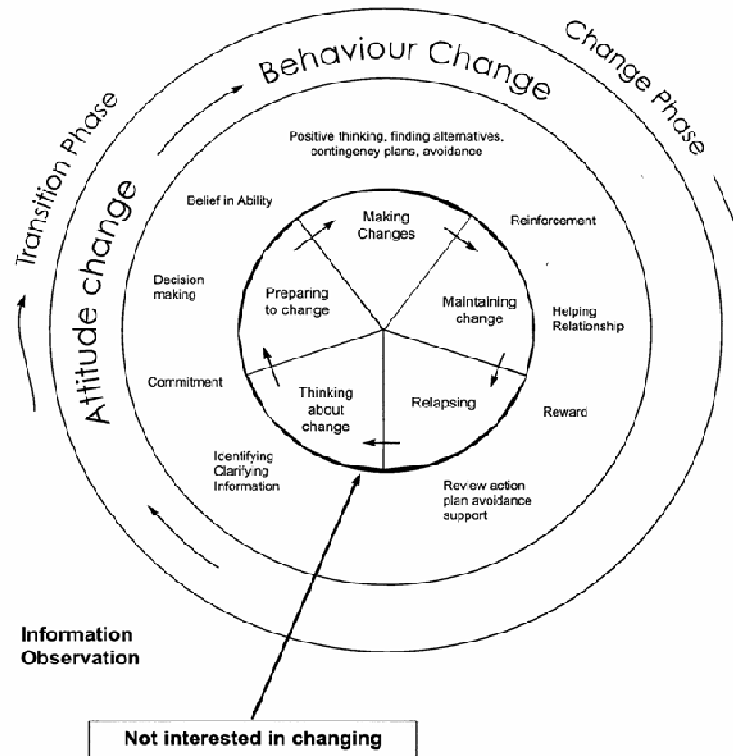 Behaviour Change
Change Phase
Transition Phase
Attitude change
Positive thinking, finding alternatives,
contingency plans, avoidance
Belief in Ability
Making
Changes
Reinforcement
Decision
making
Preparing
to change
Maintaining
change
Helping
Relationship
Commitment
Thinking
about
change
Relapsing
Reward
Identifying
Clarifying
Information
Review action
plan avoidance
support
Information
Observation
Not interested in changing